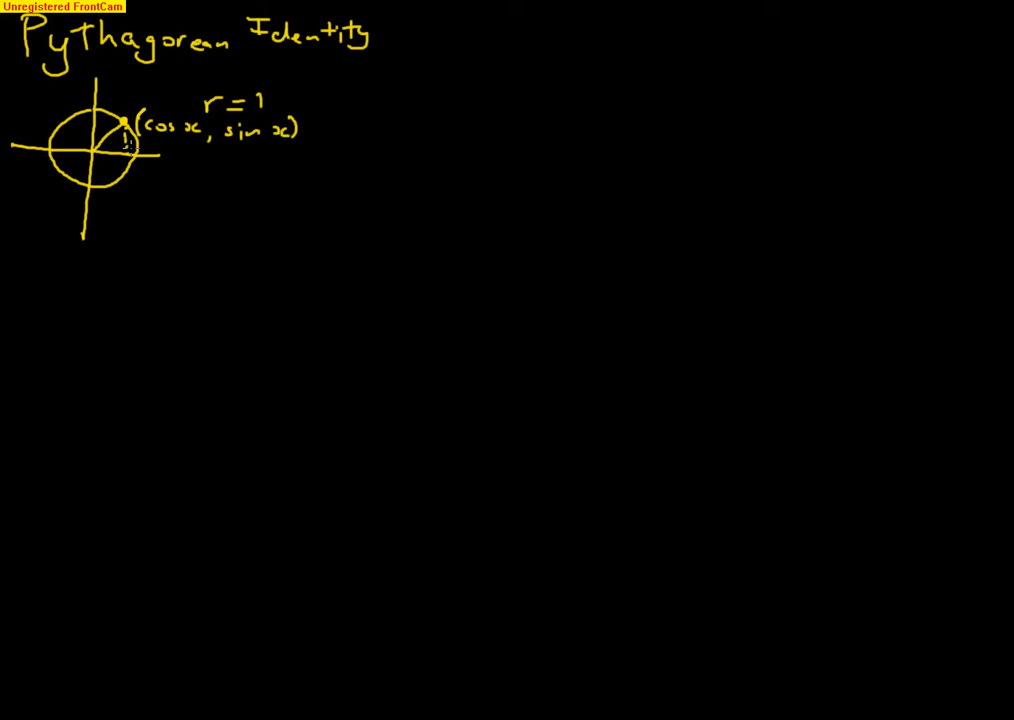 Unregistered FrontCam
Pythagorean Identity
r = 1
(cos x, sin x)